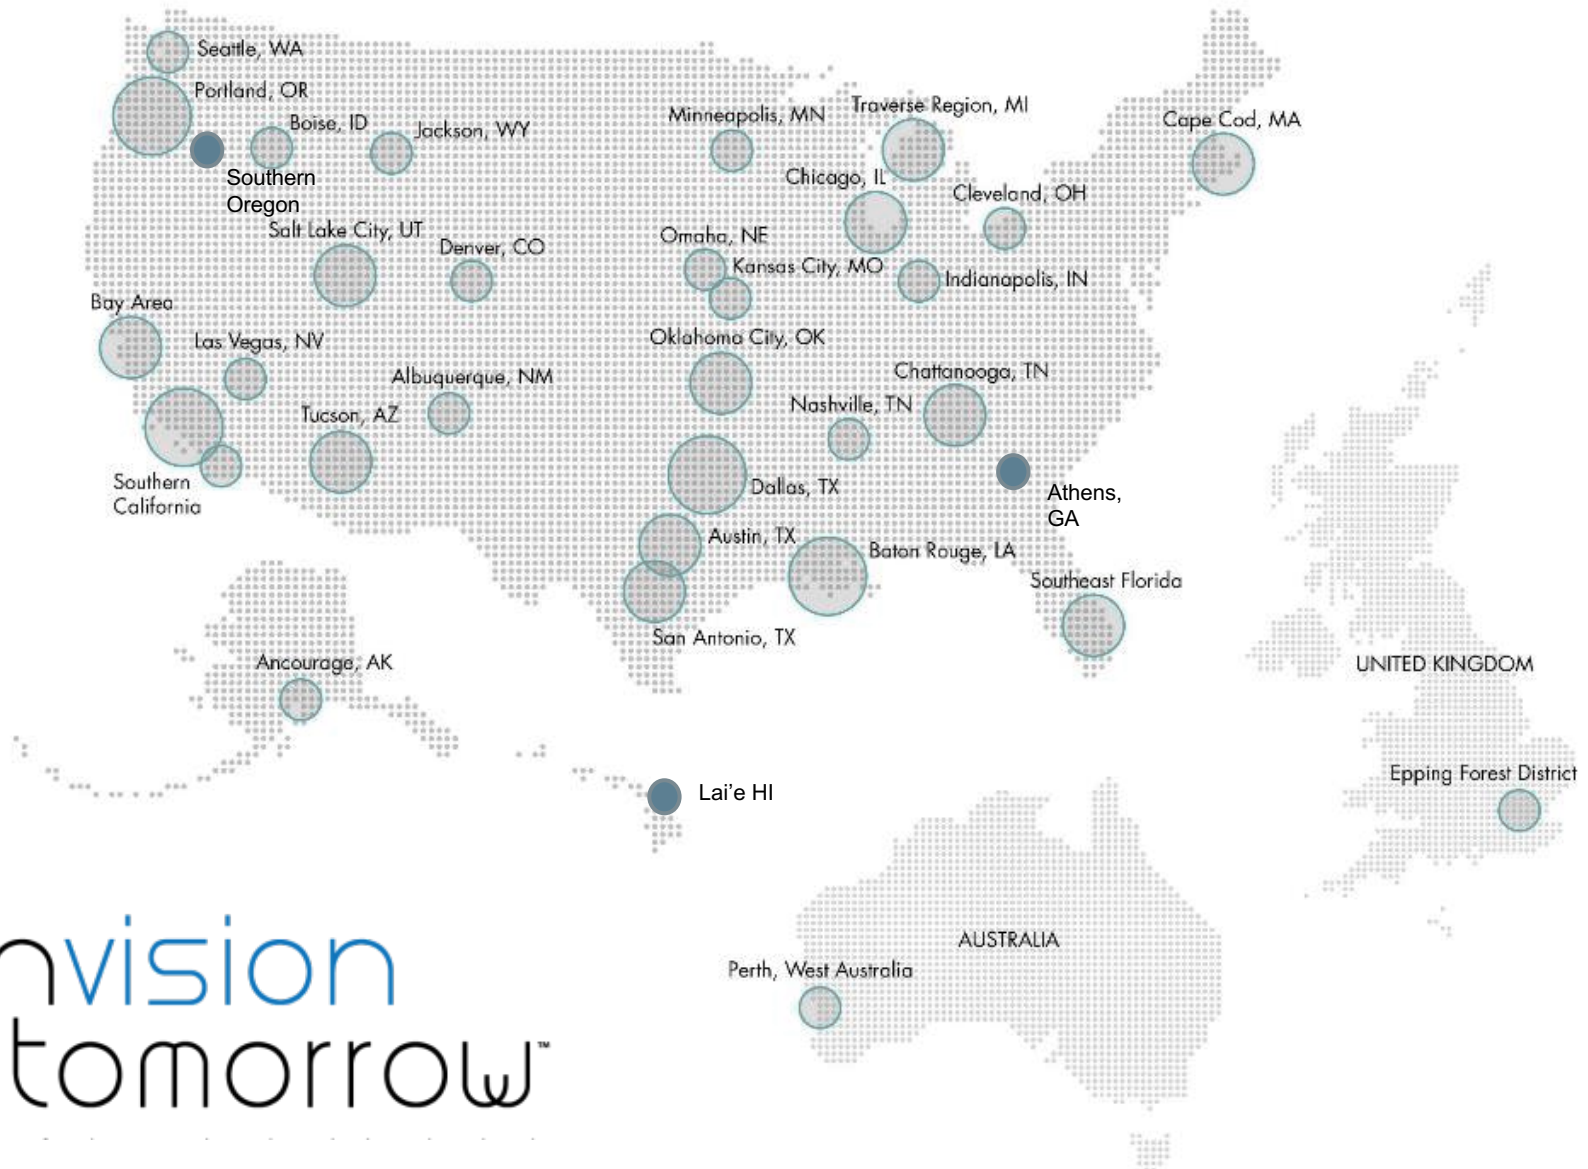 Seattle, WA
Portland, OR
Boise, ID
Jackson, WY
Southern
Oregon
Minneapolis, MN
Traverse Region, MI
Cape Cod, MA
Chicago, IL
Cleveland, OH
Salt Lake City, UT
Denver, CO
Omaha, NE
Kansas City, MO
Indianapolis, IN
Bay Area
Las Vegas, NV
Oklahoma City, OK
Albuquerque, NM
Chattanooga, TN
Tucson, AZ
Nashville, TN
Southern
California
Dallas, TX
Athens,
GA
Austin, TX
Baton Rouge, LA
Southeast Florida
San Antonio, TX
Ancourage, AK
UNITED KINGDOM
Epping Forest District
Lai'e HI
AUSTRALIA
Perth, West Australia
nvision
tomorrow™